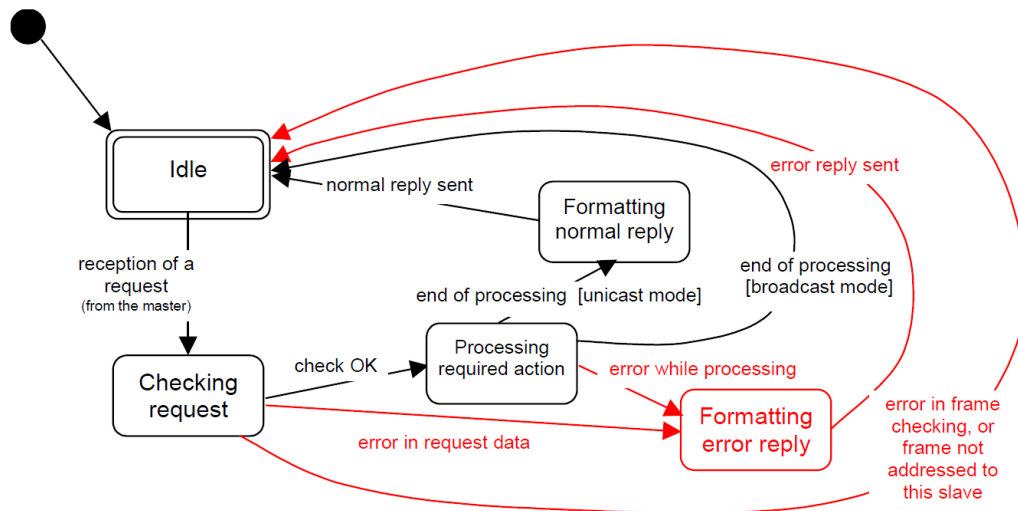 Idle
error reply sent
normal reply sent
Formatting
normal reply
reception of a
request
(from the master)
end of processing [unicast mode]
end of processing
[broadcast mode]
check OK
Processing
required action
error while processing
Checking
request
error in request data
Formatting
error reply
error in frame
checking, or
frame not
addressed to
this slave